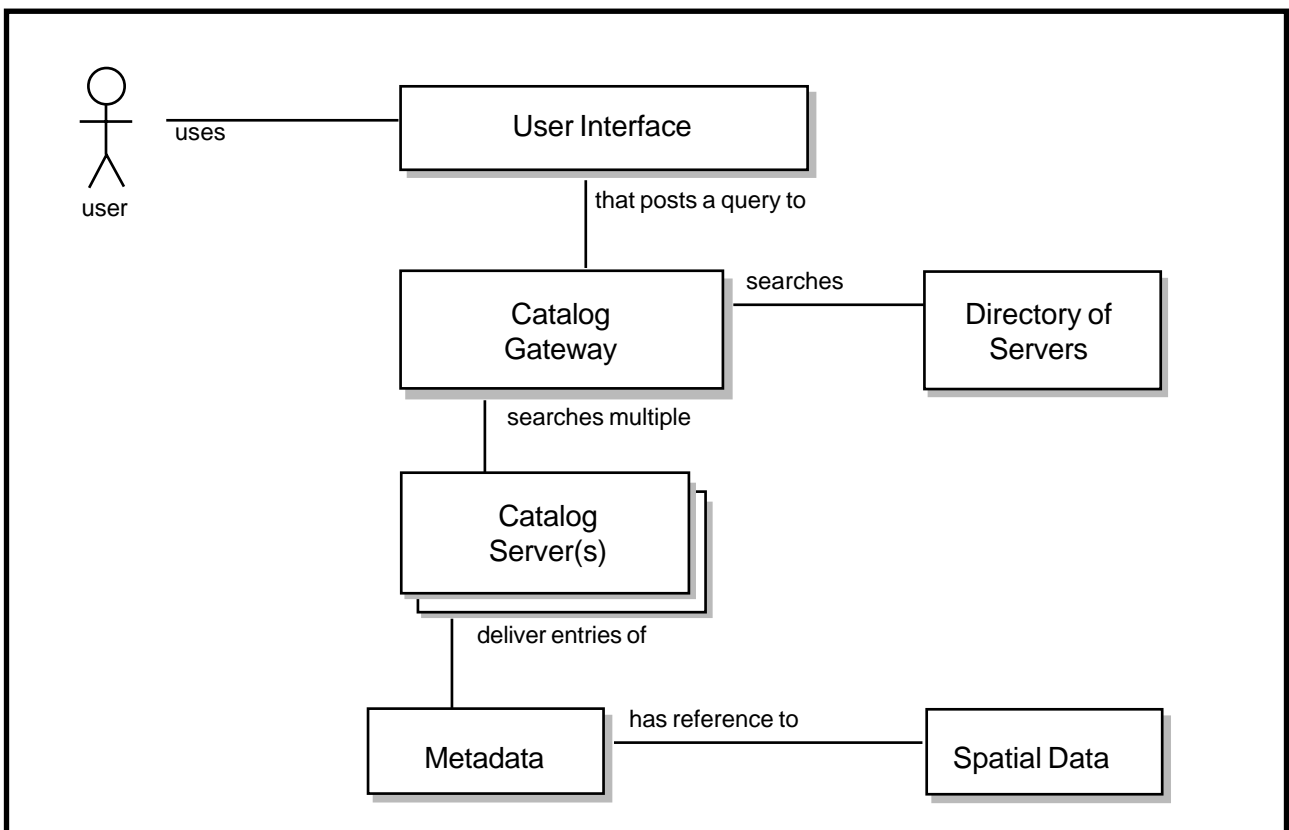 User Interface
uses
user
that posts a query to
Catalog
Gateway
searches
Directory of
Servers
searches multiple
Catalog
Server(s)
deliver entries of
Metadata
has reference to
Spatial Data